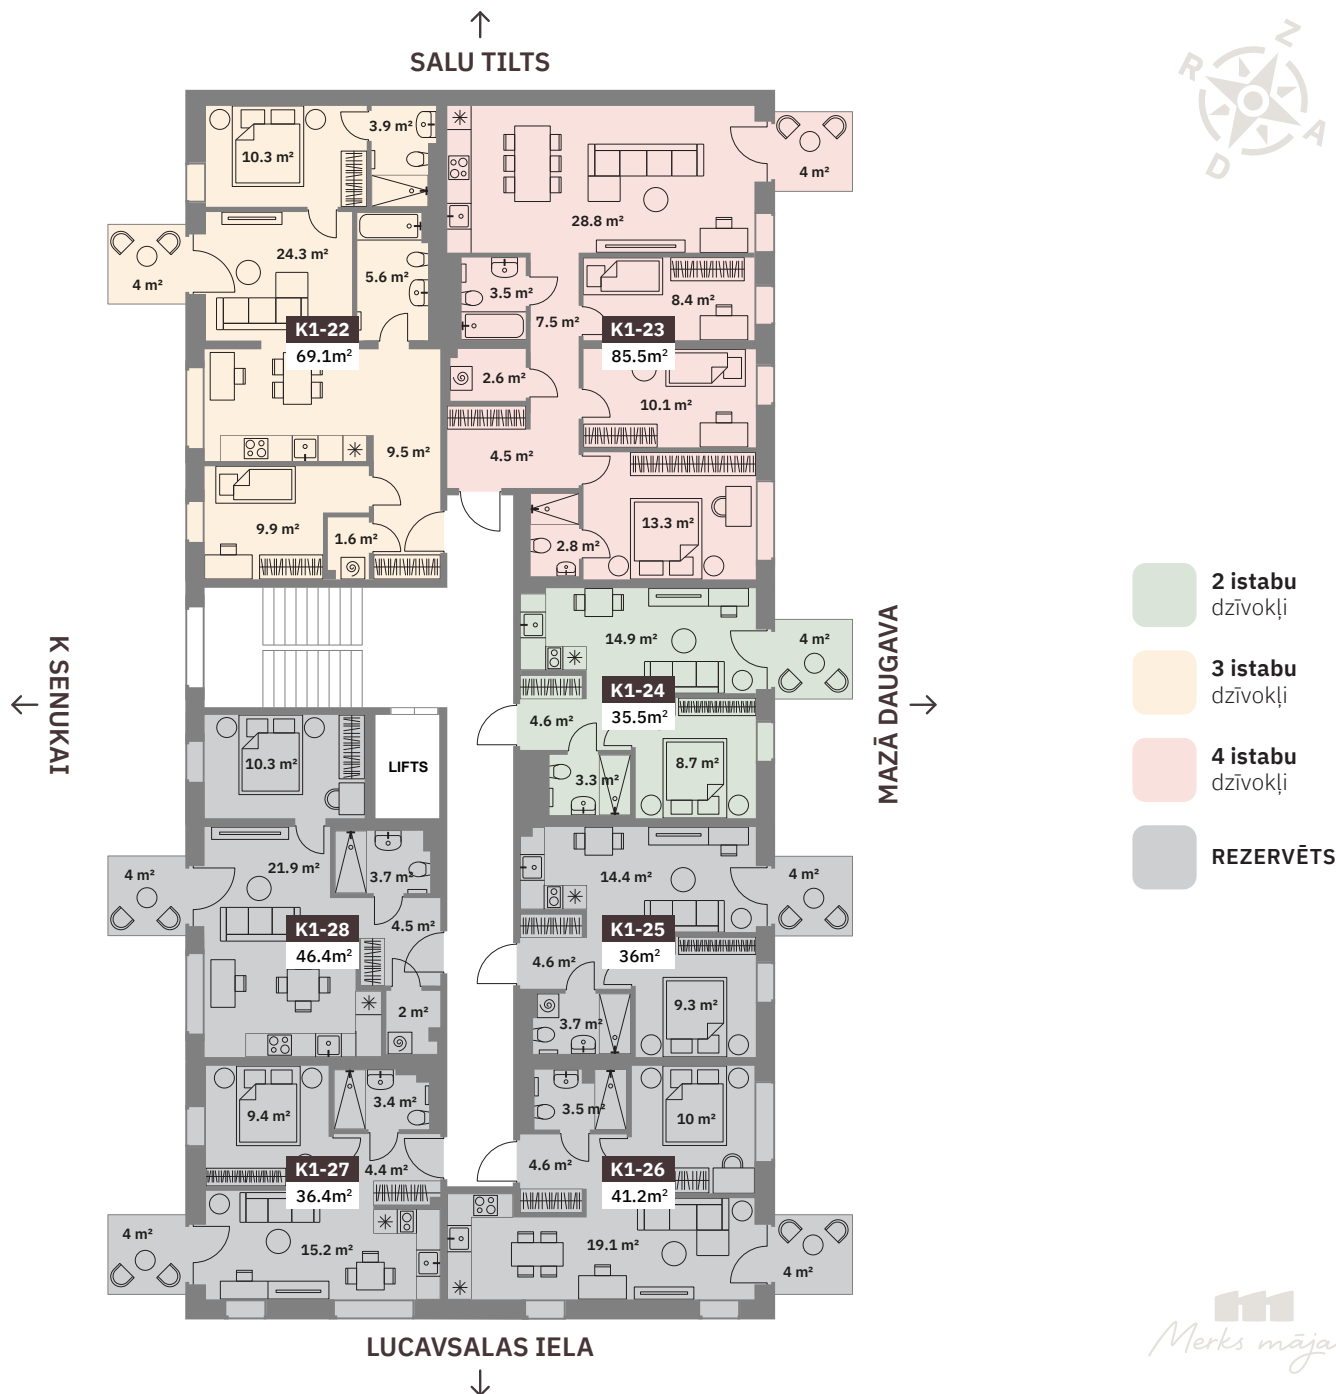 SALU TILTS
Z
R
A
D
10.3 m²
3.9 m²
28.8 m²
4 m²
24.3 m²
5.6 m²
4 m²
3.5 m²
7.5 m²
8.4 m²
K1-22
69.1m²
K1-23
85.5m²
2.6 m²
10.1 m²
9.5 m²
4.5 m²
9.9 m²
1.6 m²
2.8 m²
13.3 m²
14.9 m²
4 m²
K1-24
35.5m²
4.6 m²
8.7 m²
3.3 m²
K SENUKAI
MAZĀ DAUGAVA
2 istabu
dzīvokļi
3 istabu
dzīvokļi
4 istabu
dzīvokļi
REZERVĒTS
10.3 m²
LIFTS
21.9 m²
3.7 m²
4 m²
4.5 m²
K1-28
46.4m²
2 m²
14.4 m²
4 m²
K1-25
36m²
4.6 m²
9.3 m²
3.7 m²
9.4 m²
3.4 m²
3.5 m²
10 m²
K1-27
36.4m²
4.4 m²
4.6 m²
K1-26
41.2m²
4 m²
15.2 m²
19.1 m²
4 m²
LUCAVSALAS IELA
Merks māja